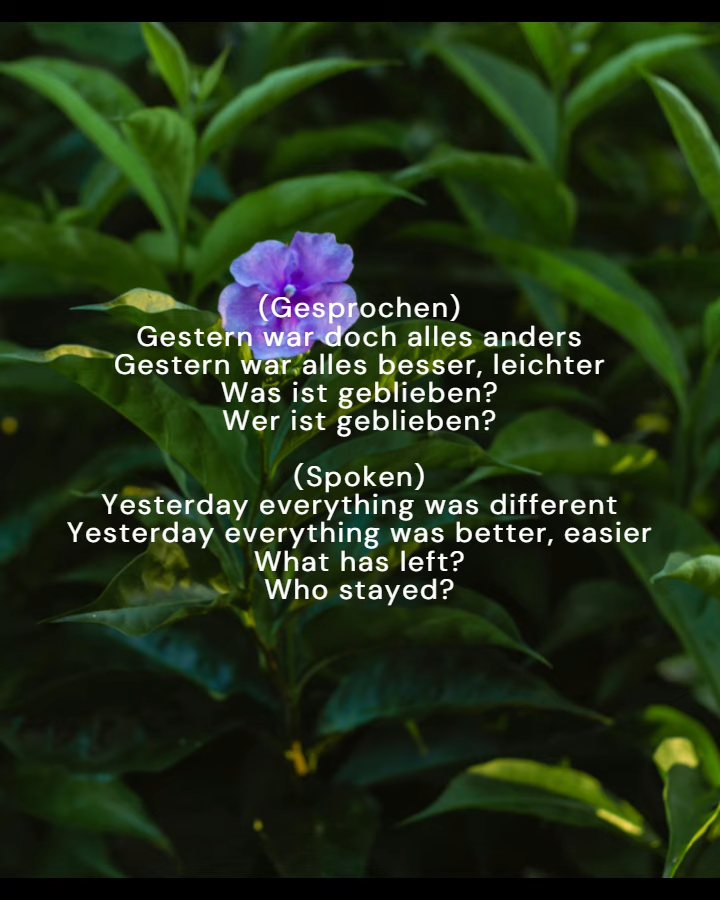 (Gesprochen)
Gestern war doch alles anders
Gestern war alles besser, leichter
Was ist geblieben?
Wer ist geblieben?
(Spoken)
Yesterday everything was different
Yesterday everything was better, easier
What has left?
Who stayed?